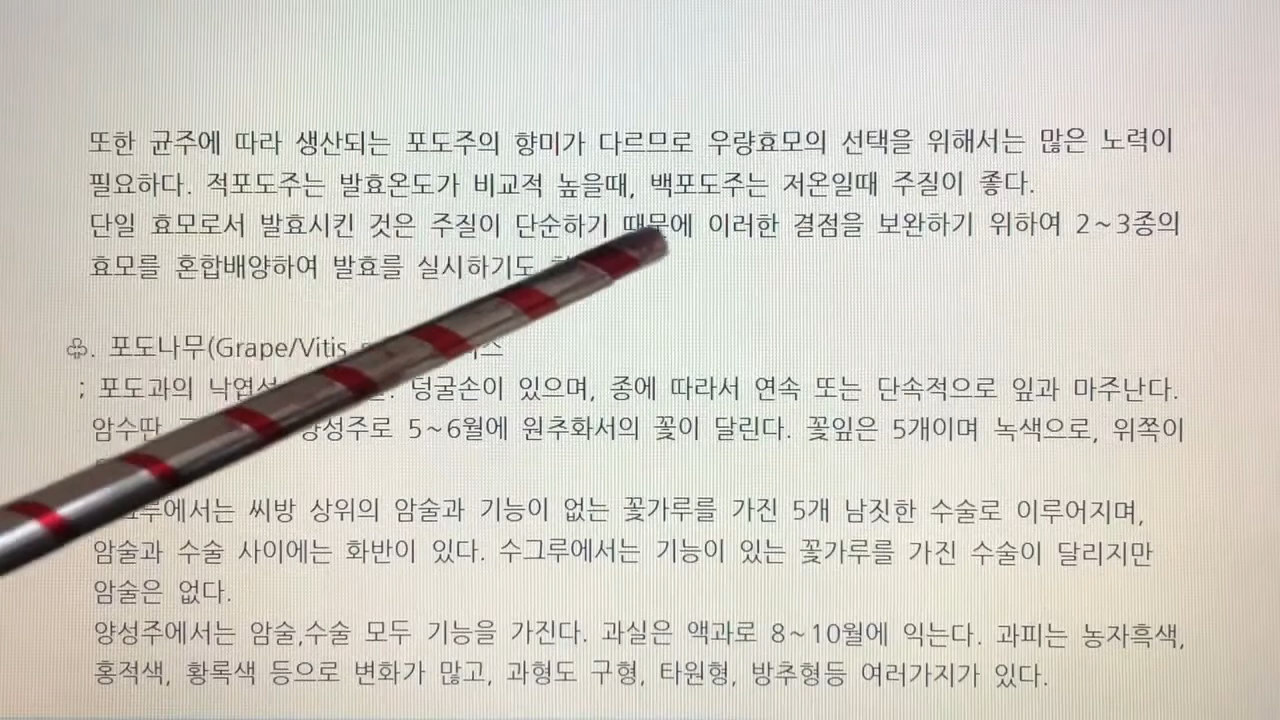 또한 균주에 따라 생산되는 포도주의 향미가 다르므로 우량효모의 선택을 위해서는 많은 노력이
필요하다. 적포도주는 발효온도가 비교적 높을때, 백포도주는 저온일때 주질이 좋다.
단일 효모로서 발효시킨 것은 주질이 단순하기 때문에 이러한 결점을 보완하기 위하여 2~3종의
효모를 혼합배양하여 발효를 실시하기도
♧. 포도나무(Grape/Vitis
; 포도과의 덩굴손이 있으며, 종에 따라서 연속 또는 단속적으로 잎과 마주난다.
암수딴 양성주로 5~6월에 원추화서의 꽃이 달린다. 꽃잎은 5개이며 녹색으로, 위쪽이
씨방 상위의 암술과 기능이 없는 꽃가루를 가진 5개 남짓한 수술로 이루어지며,
암술과 수술 사이에는 화반이 있다. 수그루에서는 기능이 있는 꽃가루를 가진 수술이 달리지만
암술은 없다.
양성주에서는 암술,수술 모두 기능을 가진다. 과실은 액과로 8~10월에 익는다. 과피는 농자흑색,
홍적색, 황록색 등으로 변화가 많고, 과형도 구형, 타원형, 방추형등 여러가지가 있다.